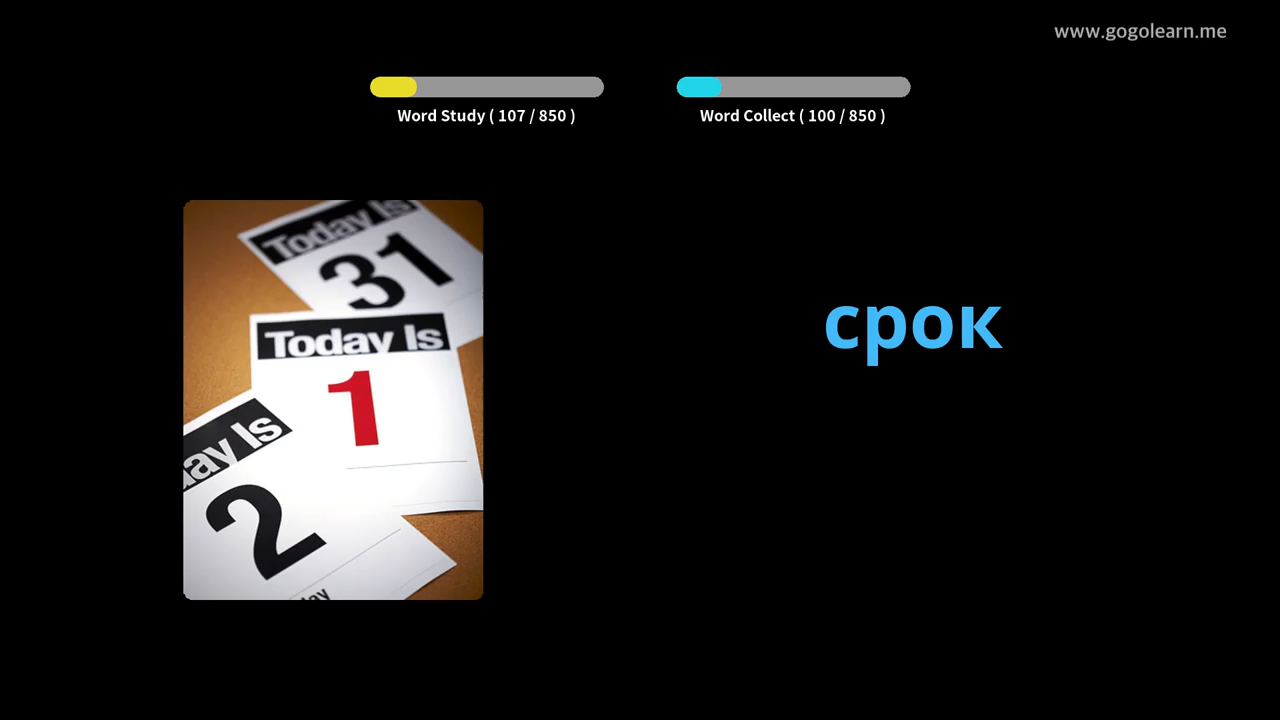 www.gogolearn.me
Word Study ( 107 / 850 )
Word Collect ( 100 / 850 )
Today Is
31
Today Is
1
срок
ay Is
2